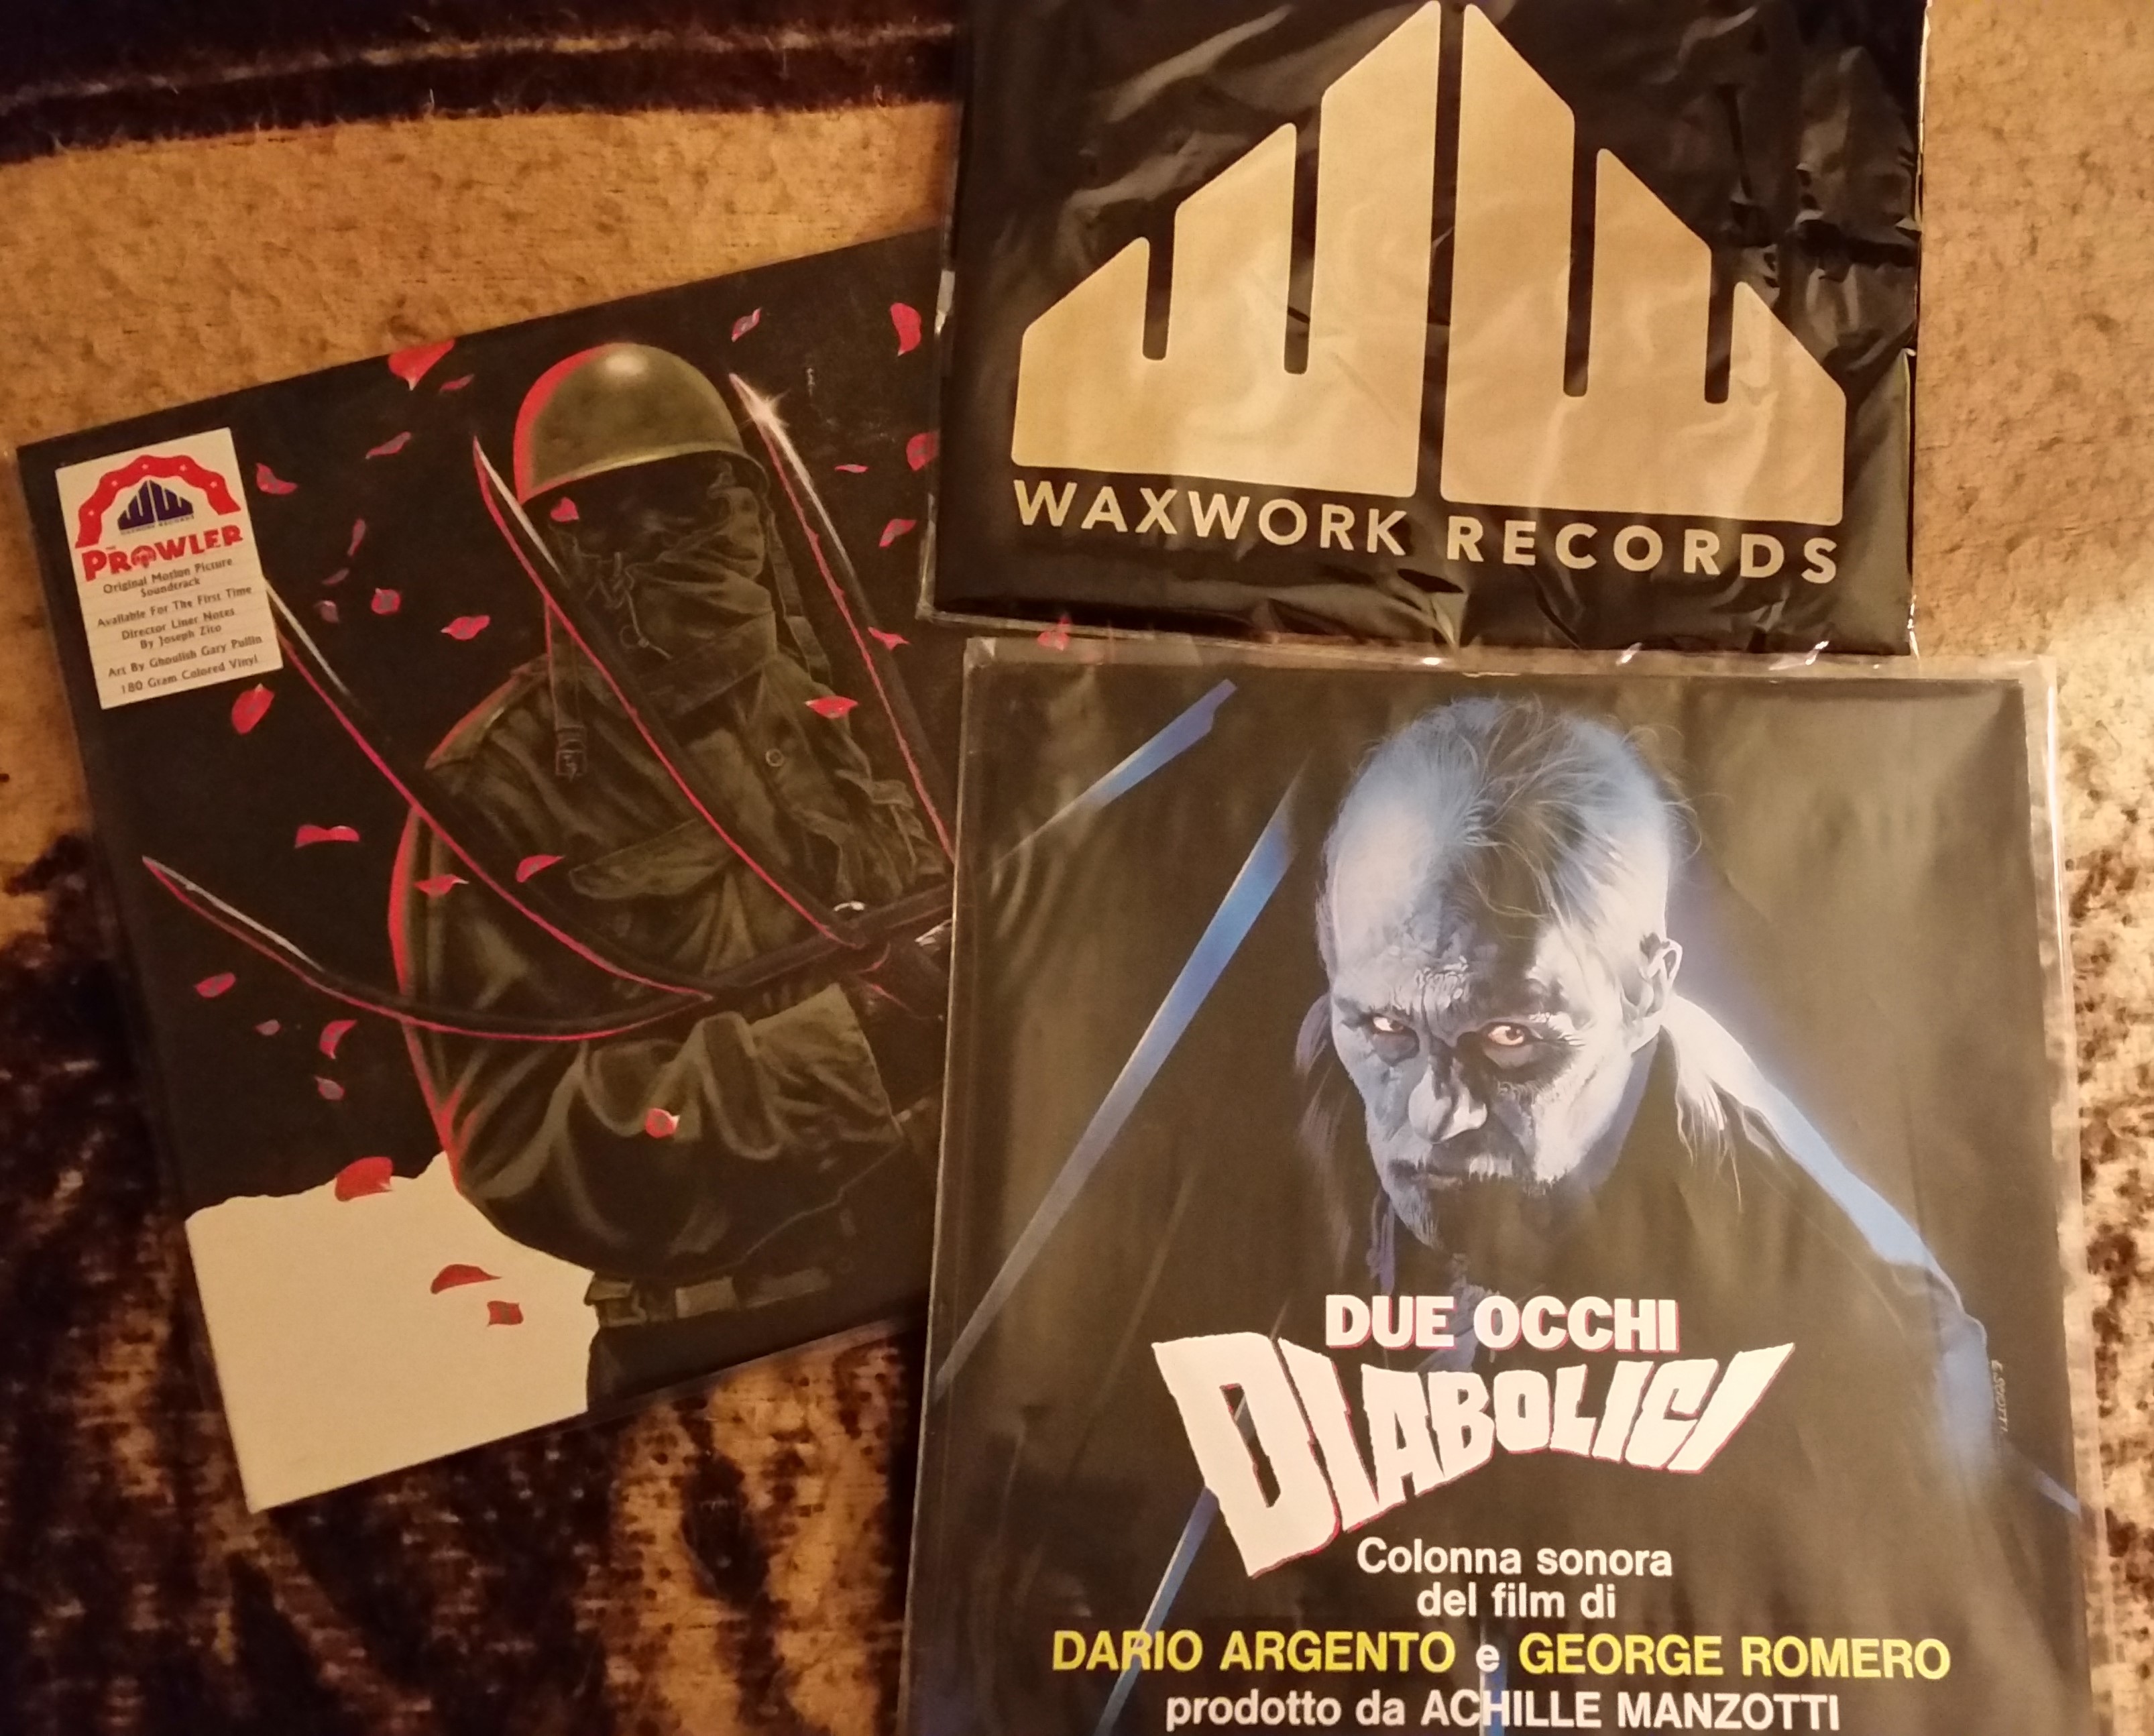 WAXWORK RECORDS
WAXWORK RECORDS
THE
PROWLER
Original Motion Picture
Soundtrack
Available For The First Time
Director Liner Notes
By Joseph Zito
Art By Ghoulish Gary Pullin
180 Gram Colored Vinyl
DUE OCCHI
DIABOLICI
Colonna sonora
del film di
DARIO ARGENTO e GEORGE ROMERO
prodotto da ACHILLE MANZOTTI